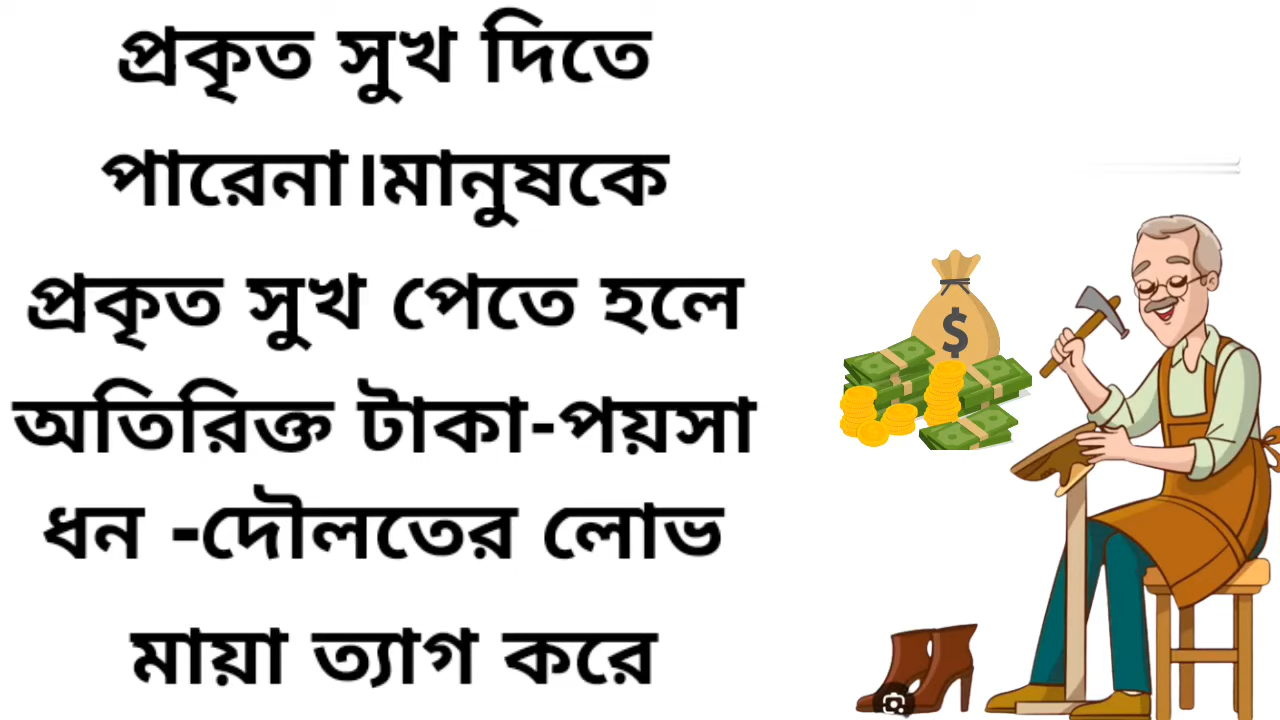 প্রকৃত সুখ দিতে
পারেনা।মানুষকে
প্রকৃত সুখ পেতে হলে
অতিরিক্ত টাকা-পয়সা
ধন -দৌলতের লোভ
মায়া ত্যাগ করে
$